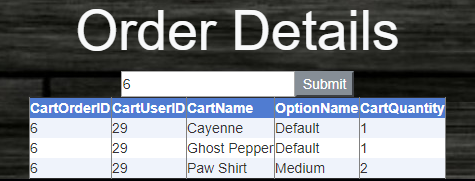 Order Details
6 Submit
CartOrderID CartUserID CartName OptionName CartQuantity
6 29 Cayenne Default 1
6 29 Ghost Pepper Default 1
6 29 Paw Shirt Medium 2